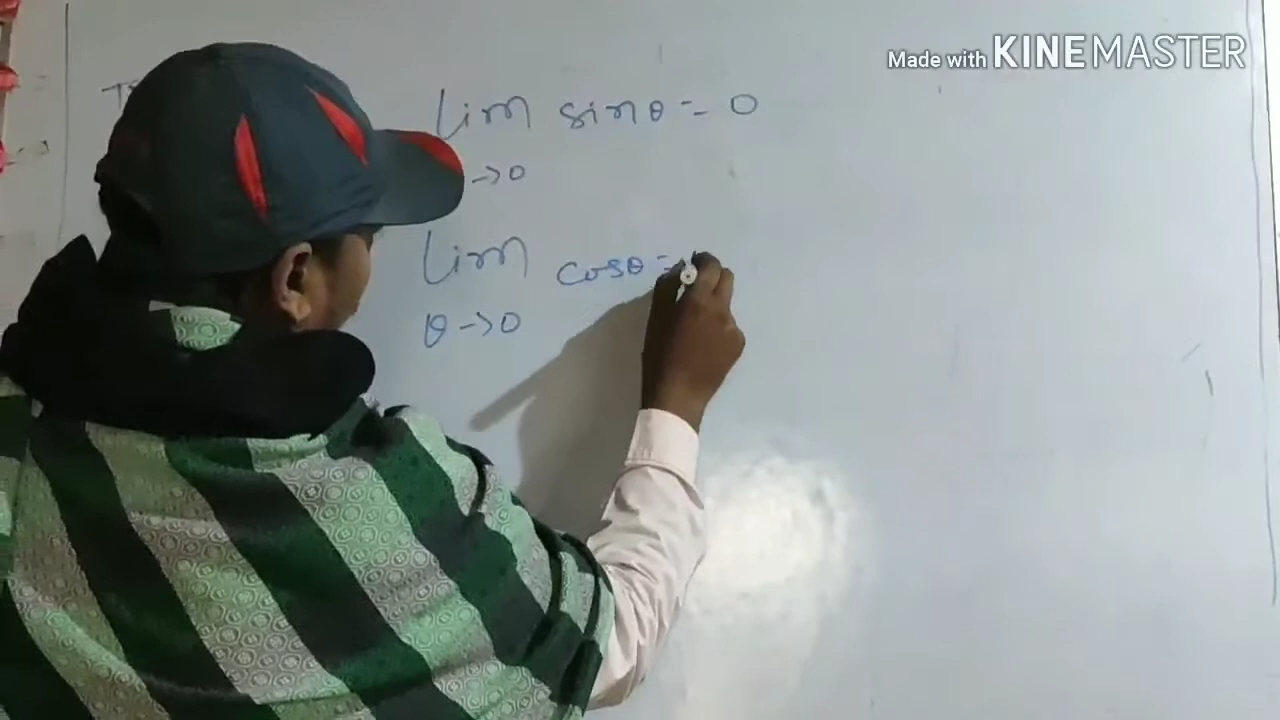 Made with KINEMASTER
lim sinθ = 0
→0
lim cosθ =
θ→0